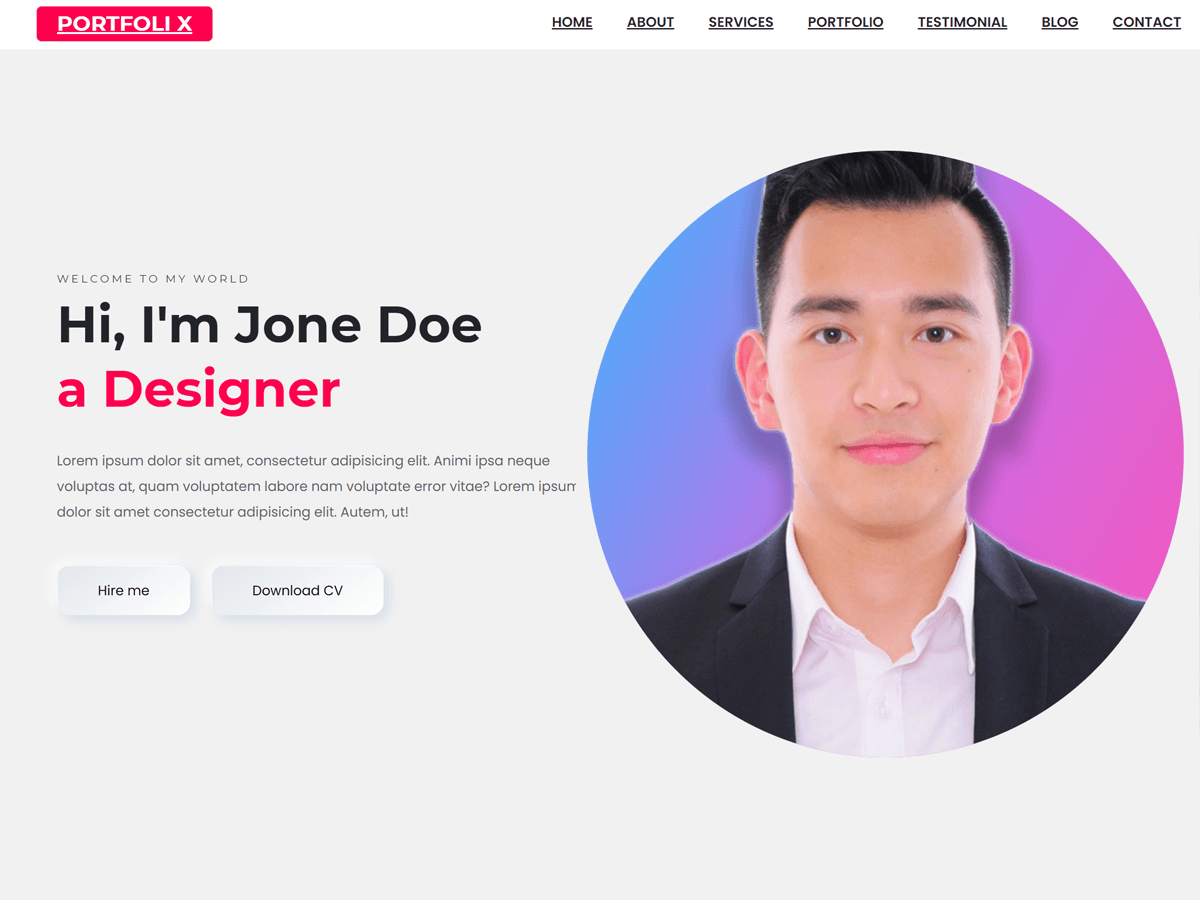 PORTFOLI X
HOME ABOUT SERVICES PORTFOLIO TESTIMONIAL BLOG CONTACT
WELCOME TO MY WORLD
Hi, I'm Jone Doe
a Designer
Lorem ipsum dolor sit amet, consectetur adipisicing elit. Animi ipsa neque
voluptas at, quam voluptatem labore nam voluptate error vitae? Lorem ipsum
dolor sit amet consectetur adipisicing elit. Autem, ut!
Hire me Download CV